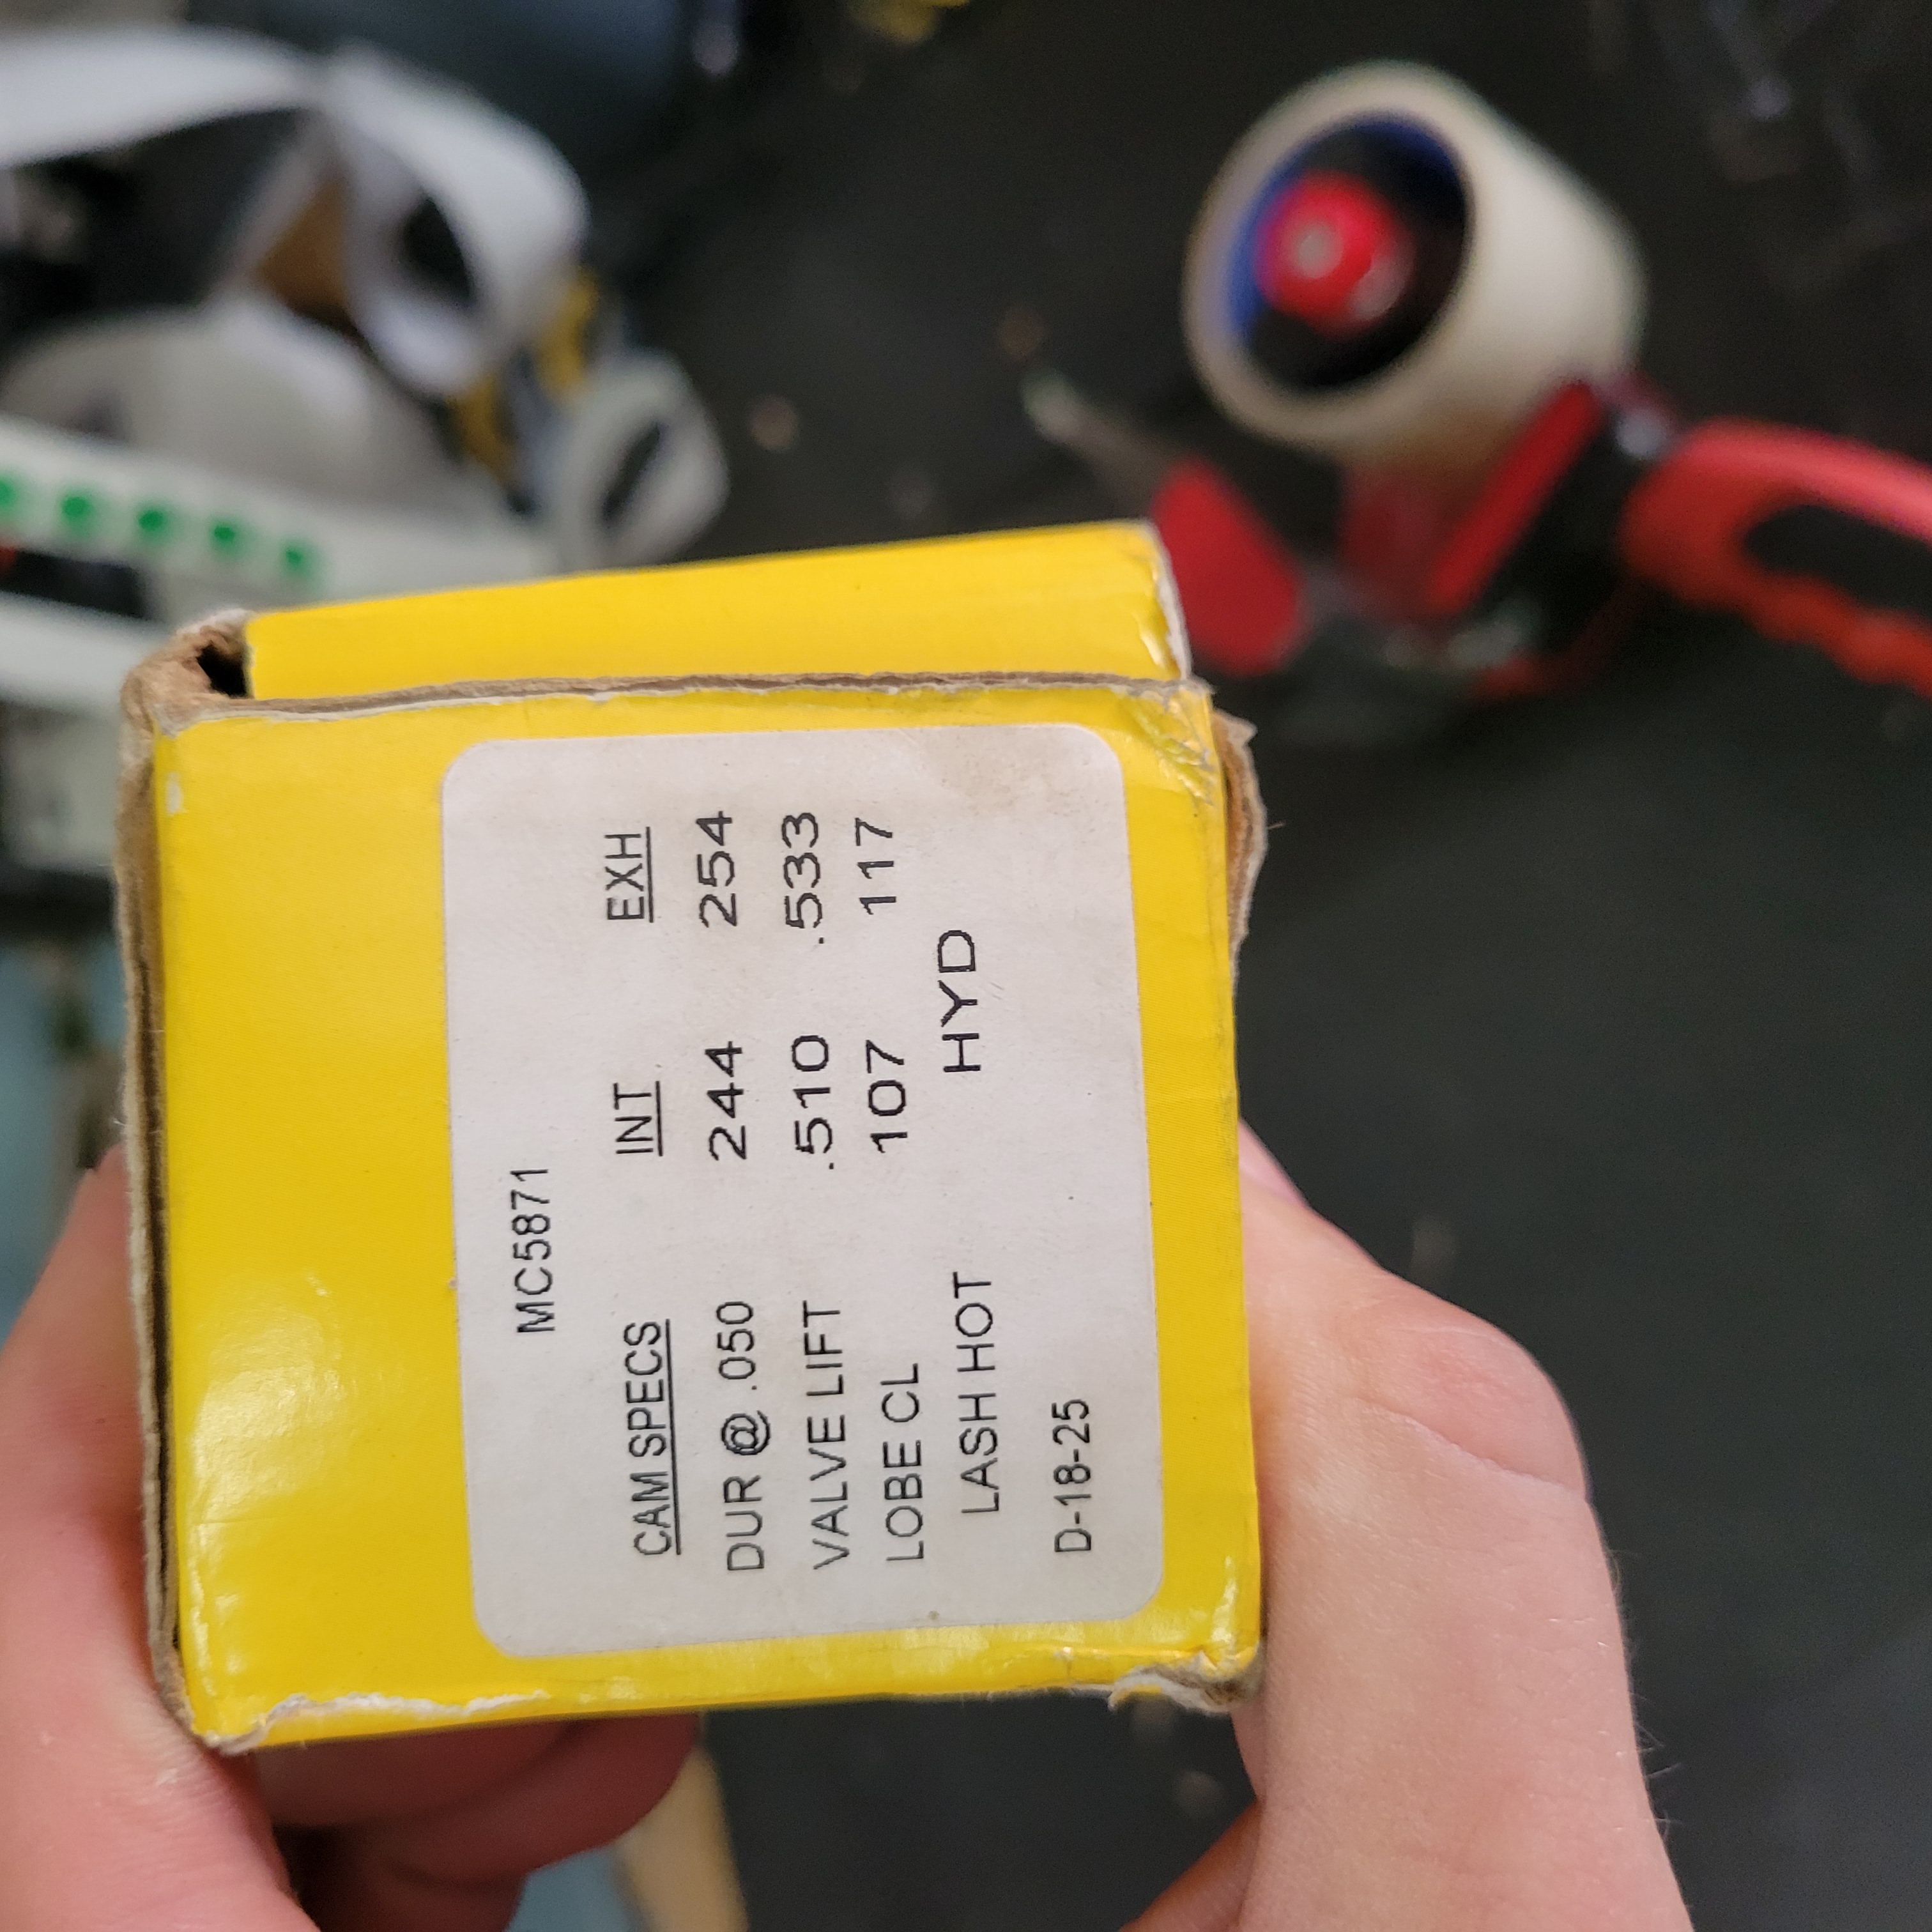 MC5871
CAM SPECS INT EXH
DUR @ .050 244 254
VALVE LIFT .510 .533
LOBE CL 107 117
LASH HOT HYD
D-18-25